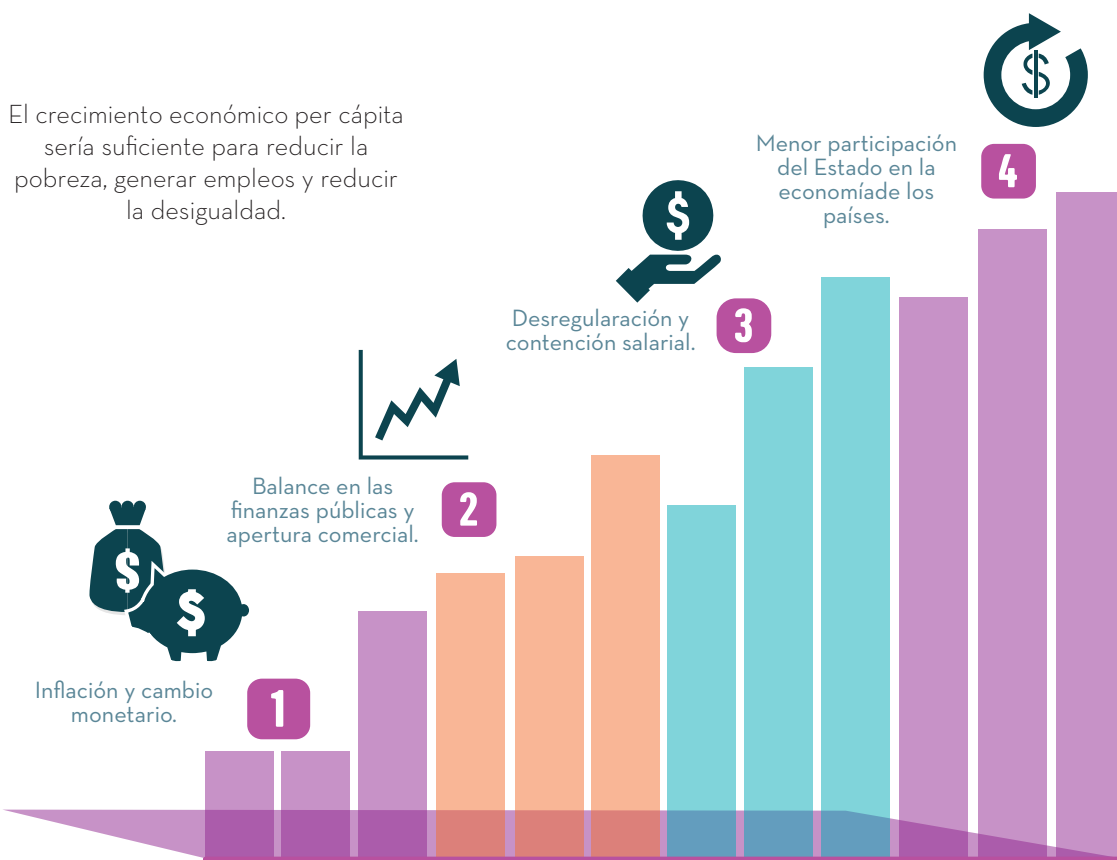 El crecimiento económico per cápita
sería suficiente para reducir la
pobreza, generar empleos y reducir
la desigualdad.
$
Menor participación
del Estado en la
economíade los
países.
4
$
Desregularación y
contención salarial.
3
Balance en las
finanzas públicas y
apertura comercial.
2
$
$
Inflación y cambio
monetario.
1